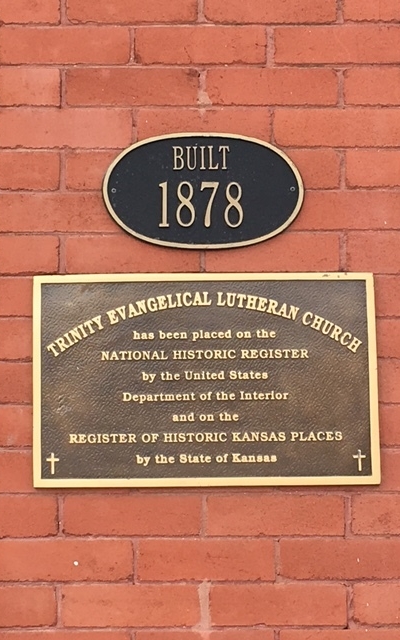 BUILT
1878
TRINITY EVANGELICAL LUTHERAN CHURCH
has been placed on the
NATIONAL HISTORIC REGISTER
by the United States
Department of the Interior
and on the
REGISTER OF HISTORIC KANSAS PLACES
by the State of Kansas